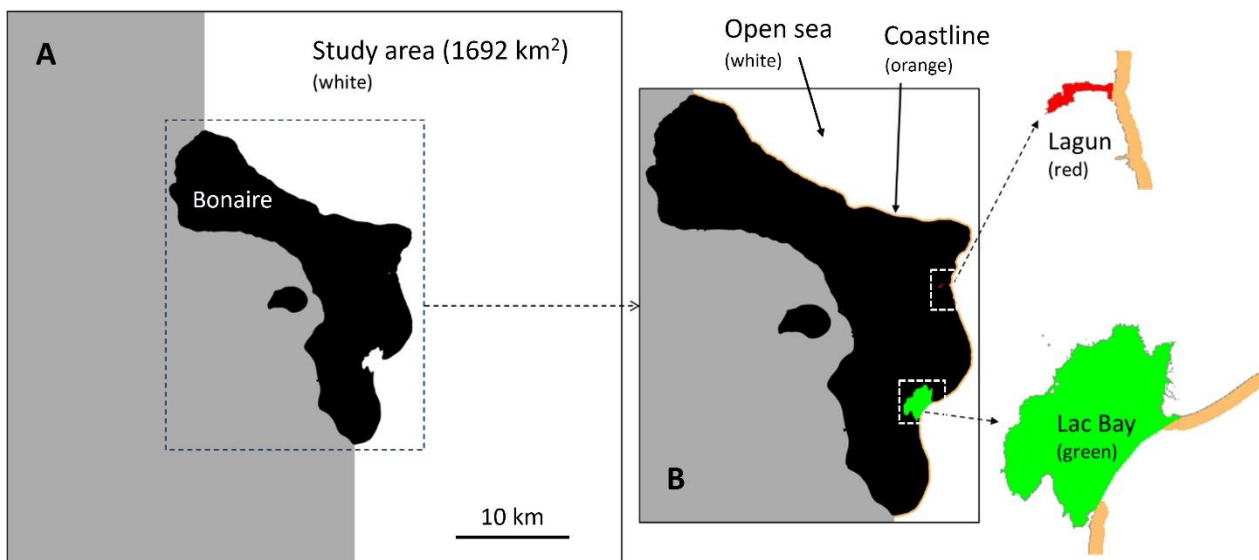 A
Study area (1692 km²)
(white)
Bonaire
10 km
Open sea
(white)
Coastline
(orange)
B
Lagun
(red)
Lac Bay
(green)